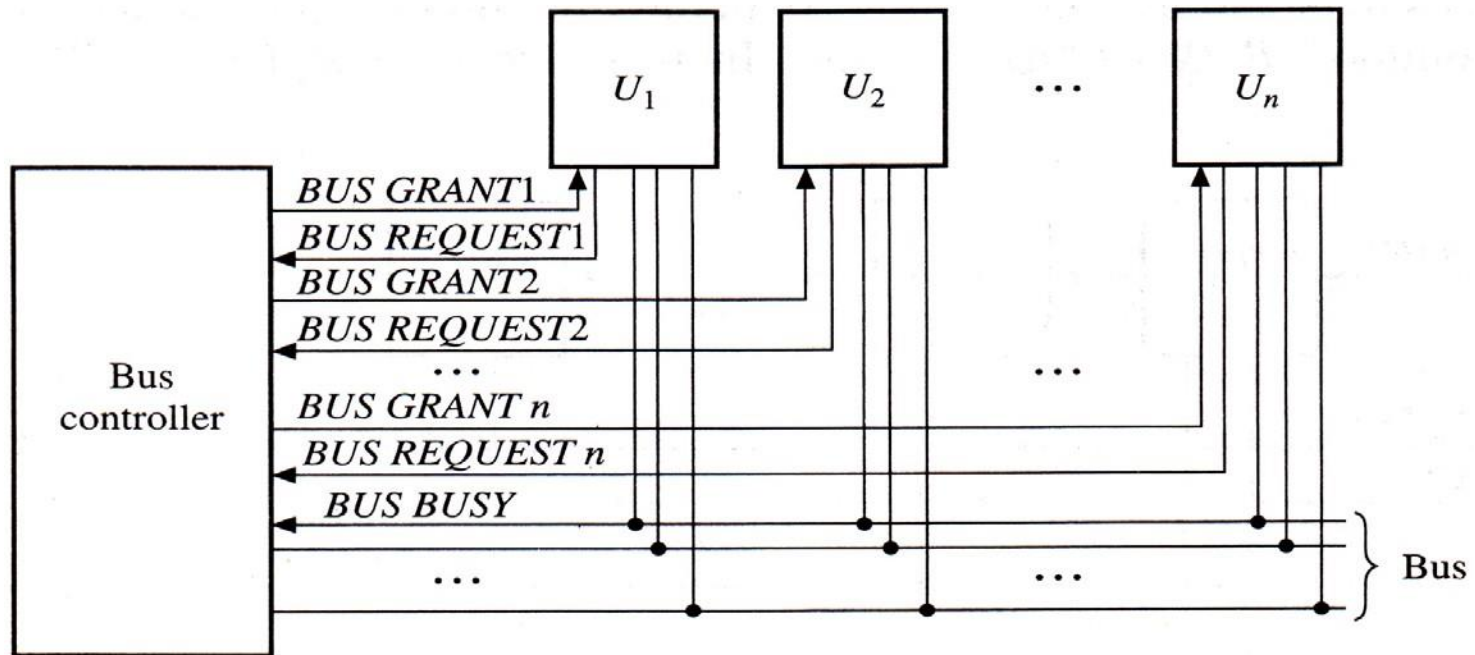 U₁
U₂
...
Uₙ
BUS GRANT1
BUS REQUEST1
BUS GRANT2
BUS REQUEST2
...
...
Bus
controller
BUS GRANT n
BUS REQUEST n
BUS BUSY
...
...
Bus